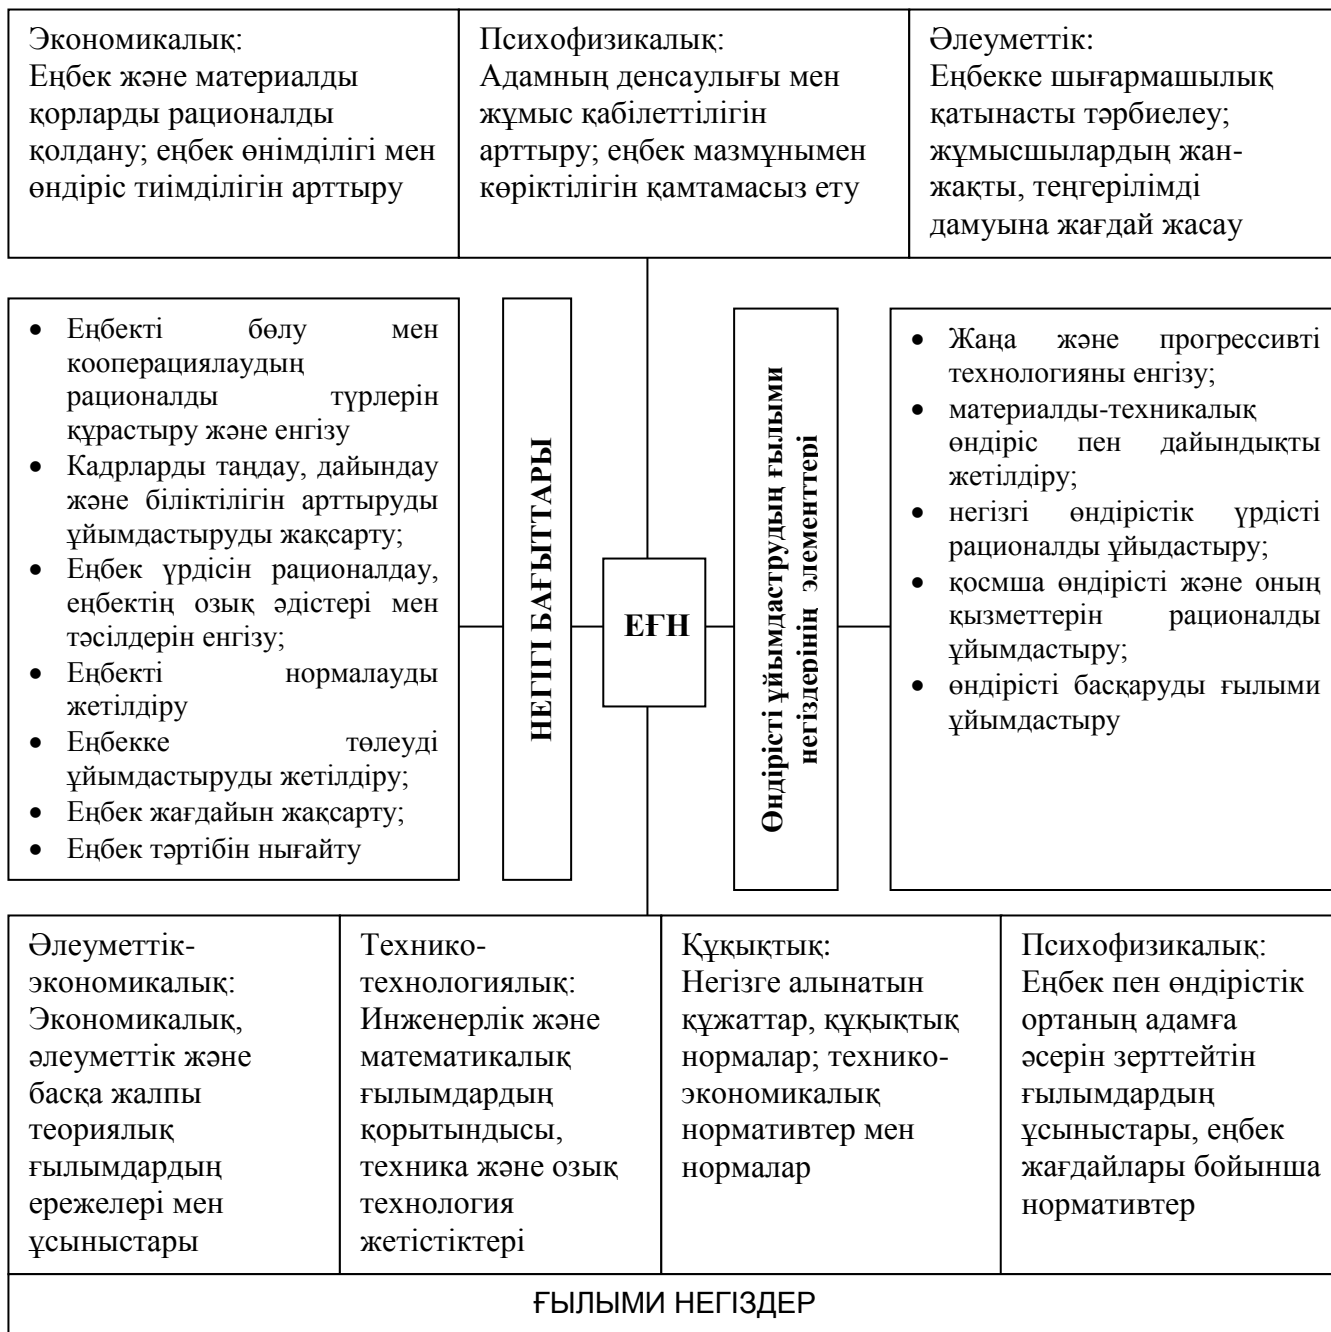 Экономикалық:
Еңбек және материалды
қорларды рационалды
қолдану; еңбек өнімділігі мен
өндіріс тиімділігін арттыру
Психофизикалық:
Адамның денсаулығы мен
жұмыс қабілеттілігін
арттыру; еңбек мазмұнымен
көріктілігін қамтамасыз ету
Әлеуметтік:
Еңбекке шығармашылық
қатынасты тәрбиелеу;
жұмысшылардың жан-
жақты, теңгерілімді
дамуына жағдай жасау
• Еңбекті бөлу мен
кооперациялаудың
рационалды түрлерін
құрастыру және енгізу
• Кадрларды таңдау, дайындау
және біліктілігін арттыруды
ұйымдастыруды жақсарту;
• Еңбек үрдісін рационалдау,
еңбектің озық әдістері мен
тәсілдерін енгізу;
• Еңбекті нормалауды
жетілдіру
• Еңбекке төлеуді
ұйымдастыруды жетілдіру;
• Еңбек жағдайын жақсарту;
• Еңбек тәртібін нығайту
НЕГІГІ БАҒЫТТАРЫ
ЕҒН
Өндірісті ұйымдаструдың ғылыми
негіздерінін элементтері
• Жаңа және прогрессивті
технологияны енгізу;
• материалды-техникалық
өндіріс пен дайындықты
жетілдіру;
• негізгі өндірістік үрдісті
рационалды ұйыдастыру;
• қосмша өндірісті және оның
қызметтерін рационалды
ұйымдастыру;
• өндірісті басқаруды ғылыми
ұйымдастыру
Әлеуметтік-
экономикалық:
Экономикалық,
әлеуметтік және
басқа жалпы
теориялық
ғылымдардың
ережелері мен
ұсыныстары
Технико-
технологиялық:
Инженерлік және
математикалық
ғылымдардың
қорытындысы,
техника және озық
технология
жетістіктері
Құқықтық:
Негізге алынатын
құжаттар, құқықтық
нормалар; технико-
экономикалық
нормативтер мен
нормалар
Психофизикалық:
Еңбек пен өндірістік
ортаның адамға
әсерін зерттейтін
ғылымдардың
ұсыныстары, еңбек
жағдайлары бойынша
нормативтер
ҒЫЛЫМИ НЕГІЗДЕР